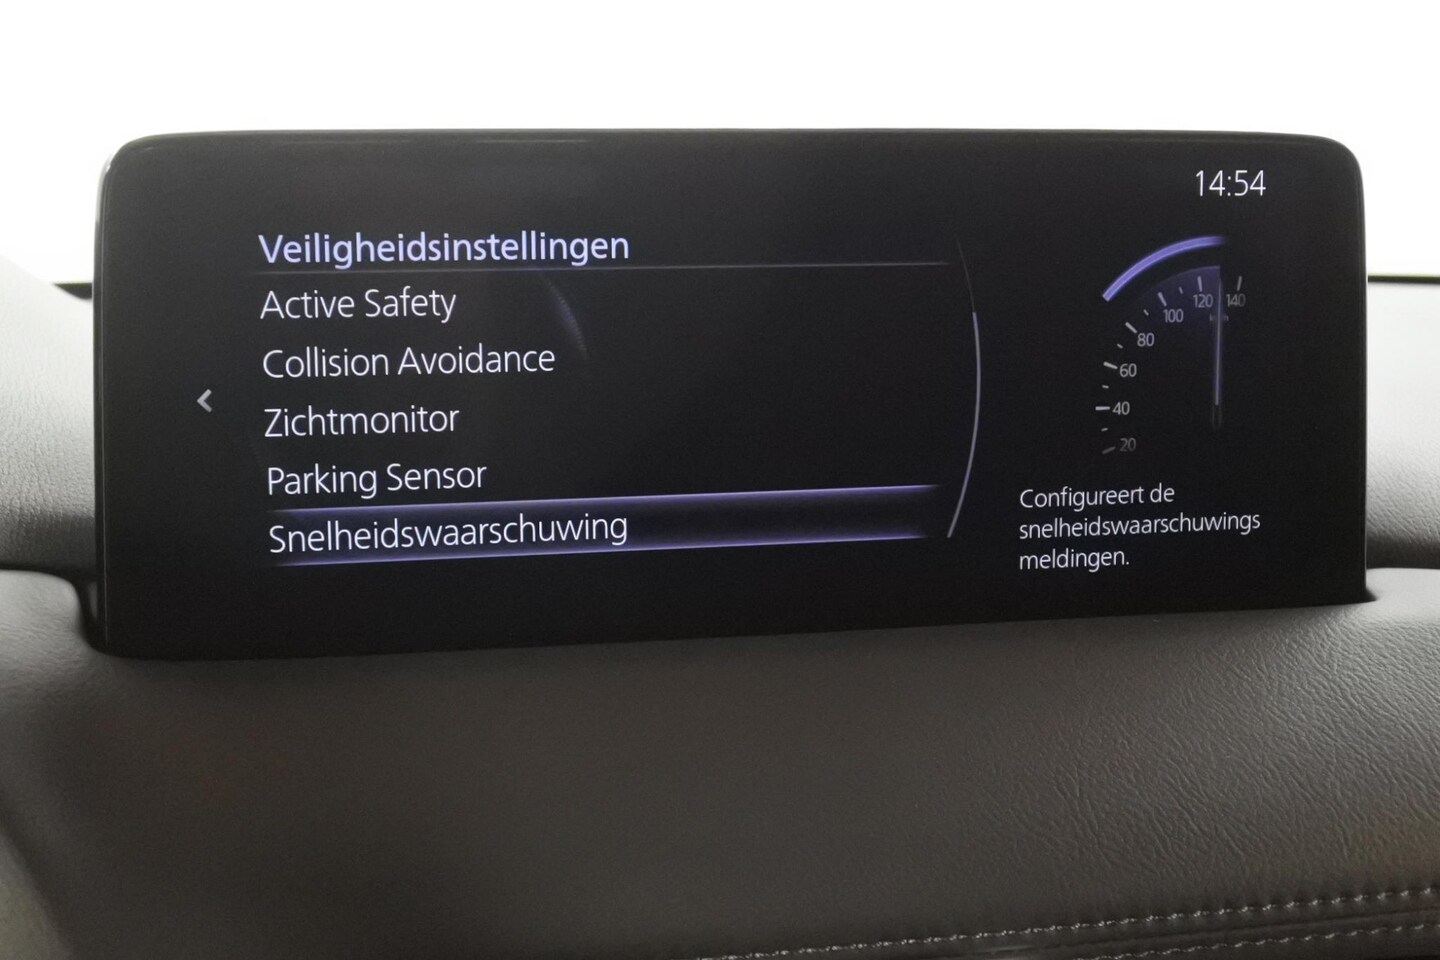 14:54
Veiligheidsinstellingen
Active Safety
Collision Avoidance
Zichtmonitor
Parking Sensor
Snelheidswaarschuwing
140
120
100
80
60
40
20
km/h
Configureert de
snelheidswaarschuwings
meldingen.